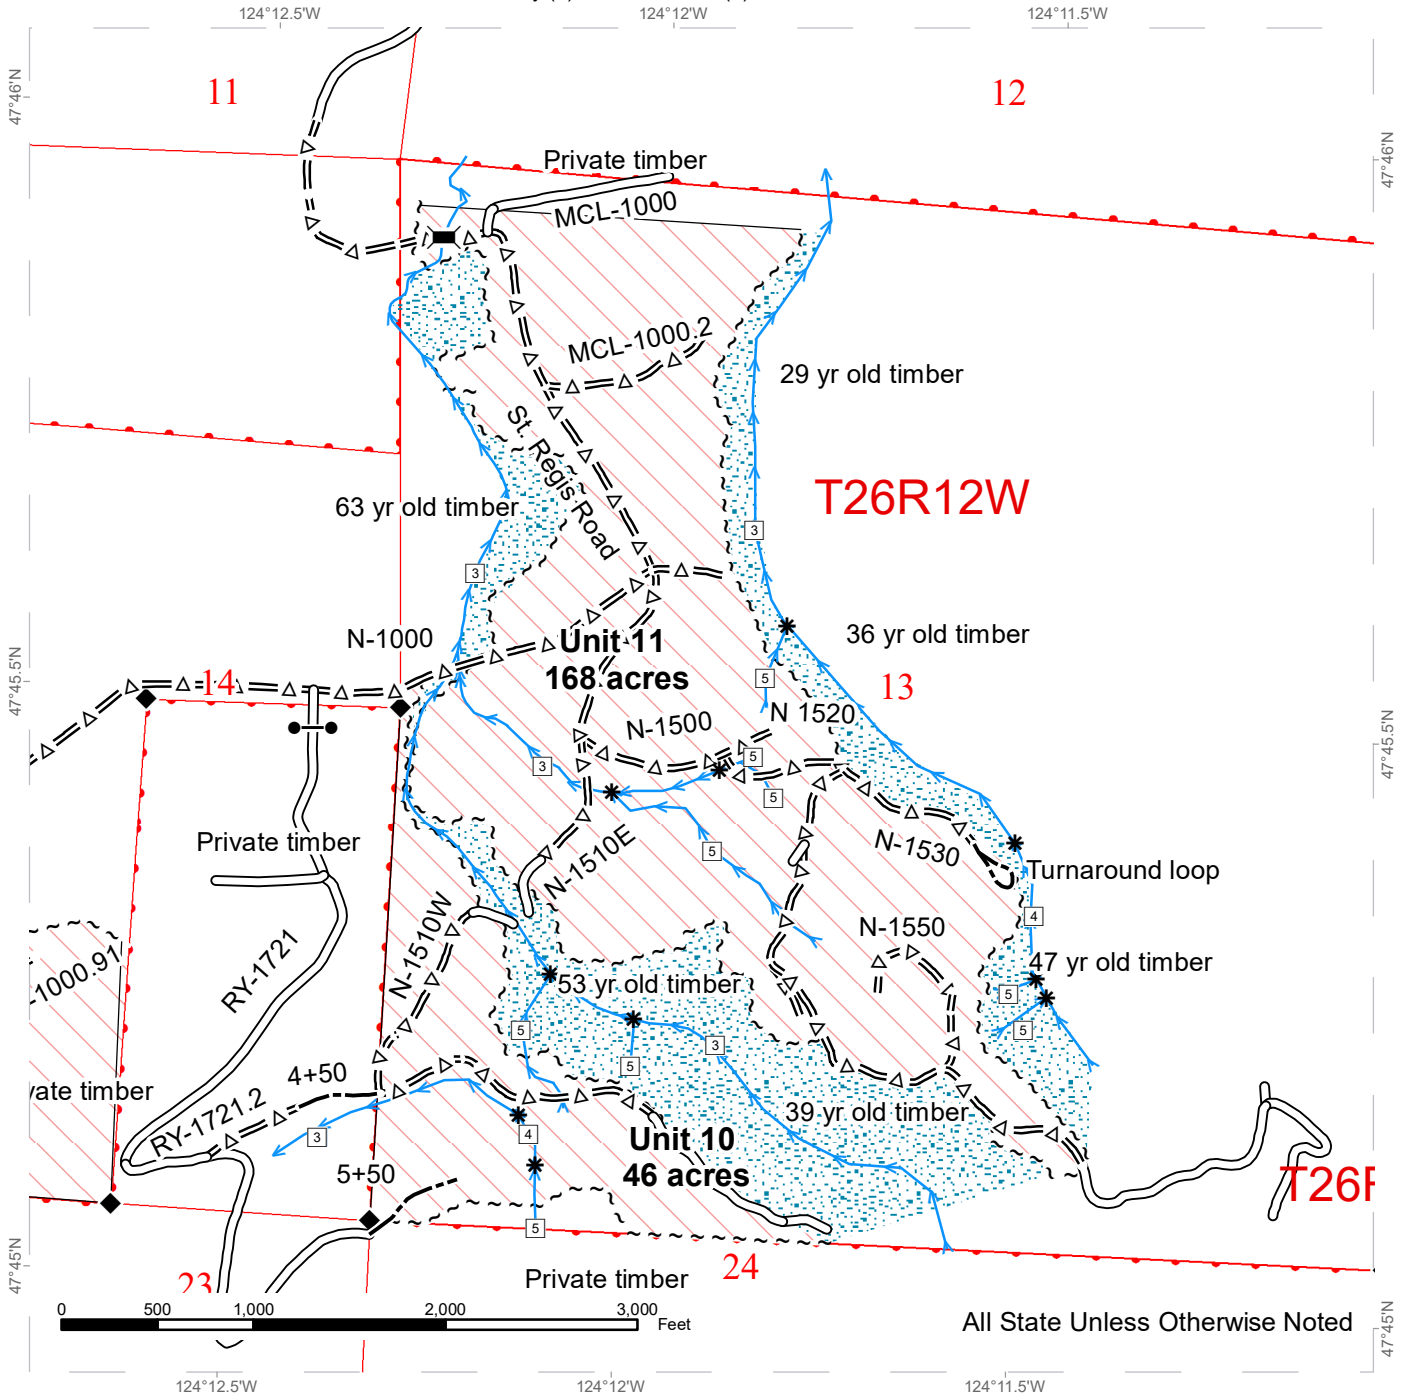 124°12.5'W
124°12'W
124°11.5'W
47°46'N
47°46'N
11
12
Private timber
MCL-1000
MCL-1000.2
29 yr old timber
St. Regis Road
T26R12W
63 yr old timber
3
3
36 yr old timber
N-1000
Unit 11
168 acres
14
5
13
47°45.5'N
47°45.5'N
N-1500
N 1520
3
5
5
Private timber
N-1510E
5
N-1530
Turnaround loop
N-1510W
4
N-1550
-1000.91
RY-1721
53 yr old timber
47 yr old timber
5
5
5
5
3
4+50
vate timber
RY-1721.2
3
4
39 yr old timber
Unit 10
46 acres
5+50
T26R
5
47°45'N
47°45'N
23
24
Private timber
0 500 1,000 2,000 3,000
Feet
All State Unless Otherwise Noted
124°12.5'W
124°12'W
124°11.5'W